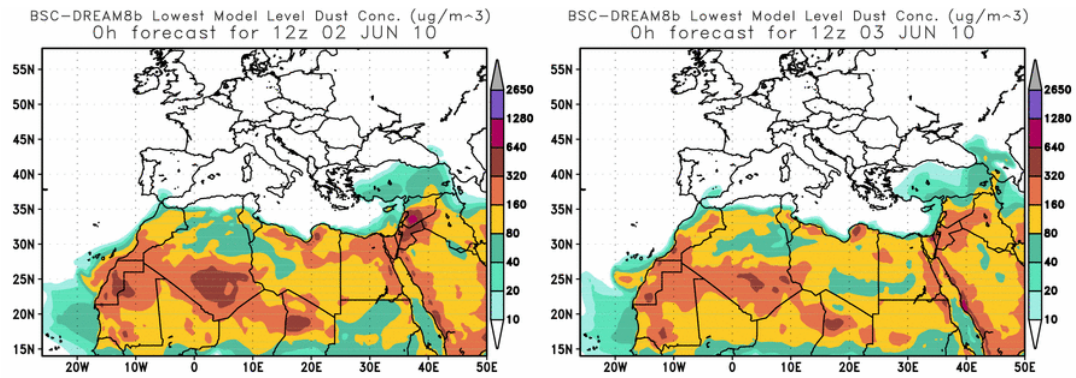 BSC-DREAM8b Lowest Model Level Dust Conc. (ug/m^3)
0h forecast for 12z 02 JUN 10
55N
50N
45N
40N
35N
30N
25N
20N
15N
20W
10W
0
10E
20E
30E
40E
50E
2650
1280
640
320
160
80
40
20
10
BSC-DREAM8b Lowest Model Level Dust Conc. (ug/m^3)
0h forecast for 12z 03 JUN 10
55N
50N
45N
40N
35N
30N
25N
20N
15N
20W
10W
0
10E
20E
30E
40E
50E
2650
1280
640
320
160
80
40
20
10